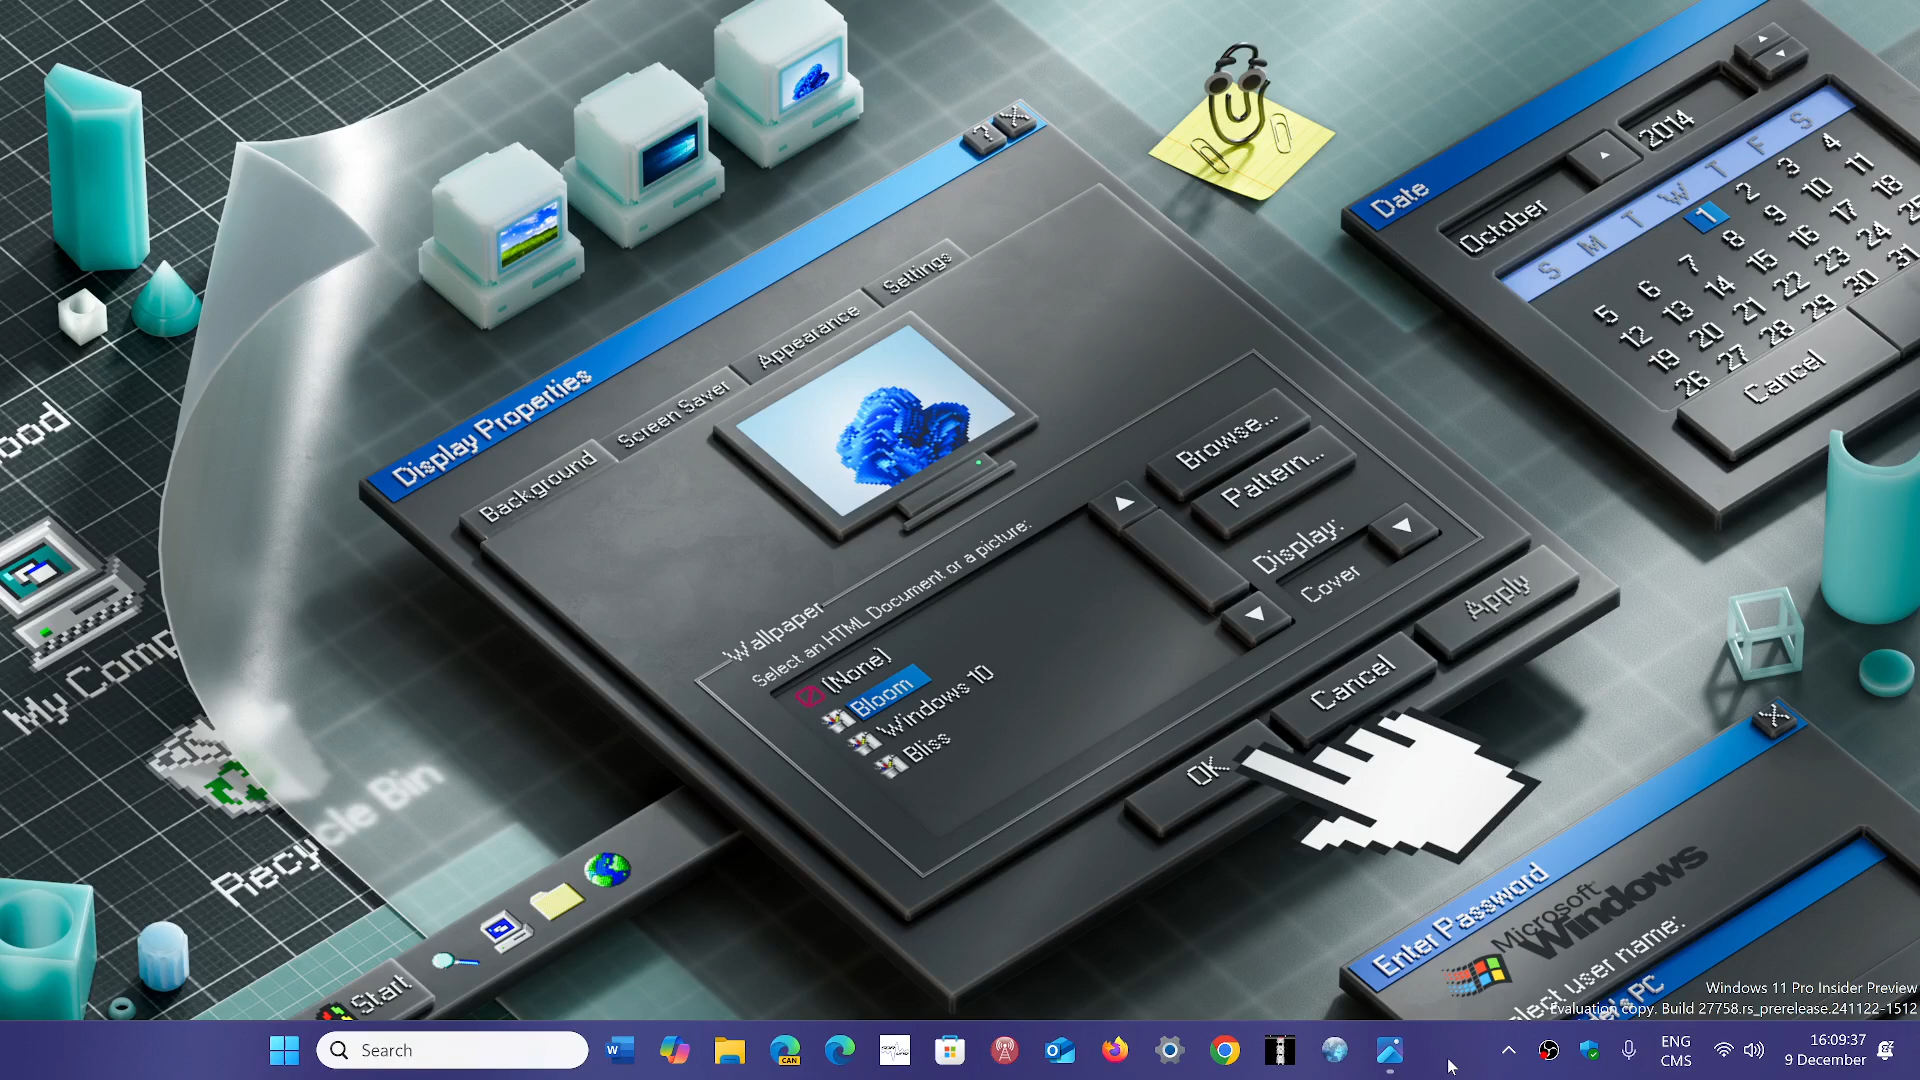 Display Properties
?
Background
Screen Saver
Appearance
Settings
Wallpaper
Select an HTML Document or a picture:
(None)
Bloom
Windows 10
Bliss
Browse...
Pattern...
Display:
Cover
OK
Cancel
Apply
Date
October
2014
S M T W T F S
1 2 3 4
5 6 7 8 9 10 11
12 13 14 15 16 17 18
19 20 21 22 23 24 25
26 27 28 29 30 31
Cancel
ood
My Comp
Recycle Bin
Start
Enter Password
Microsoft
Windows
elect user name:
's PC
Windows 11 Pro Insider Preview
Evaluation copy. Build 27758.rs_prerelease.241122-1512
Search
W
CAN
ENG
CMS
16:09:37
9 December